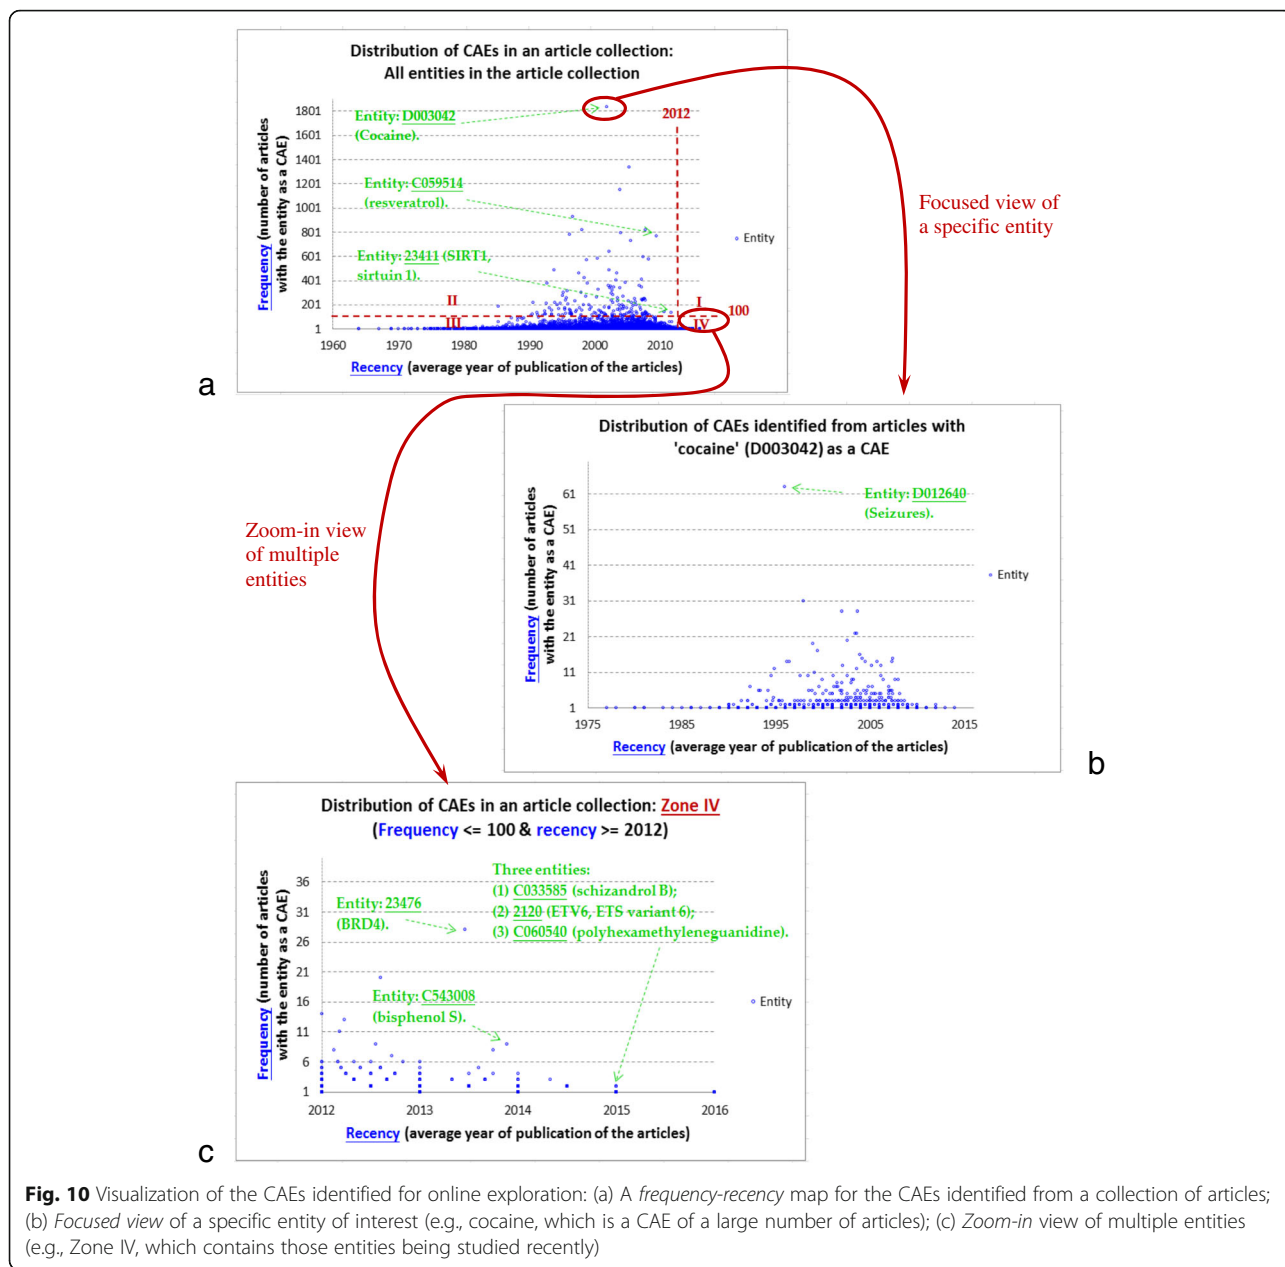 Distribution of CAEs in an article collection:
All entities in the article collection
Frequency (number of articles
with the entity as a CAE)
1801
1601
1401
1201
1001
801
601
401
201
1
1960
1970
1980
1990
2000
2010
Recency (average year of publication of the articles)
Entity: D003042
(Cocaine).
Entity: C059514
(resveratrol).
Entity: 23411 (SIRT1,
sirtuin 1).
2012
100
I
II
III
IV
Entity
a
Focused view of
a specific entity
Zoom-in view
of multiple
entities
Distribution of CAEs identified from articles with
'cocaine' (D003042) as a CAE
Frequency (number of articles
with the entity as a CAE)
61
51
41
31
21
11
1
1975
1985
1995
2005
2015
Recency (average year of publication of the articles)
Entity: D012640
(Seizures).
Entity
b
Distribution of CAEs in an article collection: Zone IV
(Frequency <= 100 & recency >= 2012)
Frequency (number of articles
with the entity as a CAE)
36
31
26
21
16
11
6
1
2012
2013
2014
2015
2016
Recency (average year of publication of the articles)
Entity: 23476
(BRD4).
Three entities:
(1) C033585 (schizandrol B);
(2) 2120 (ETV6, ETS variant 6);
(3) C060540 (polyhexamethyleneguanidine).
Entity: C543008
(bisphenol S).
Entity
c
Fig. 10 Visualization of the CAEs identified for online exploration: (a) A frequency-recency map for the CAEs identified from a collection of articles;
(b) Focused view of a specific entity of interest (e.g., cocaine, which is a CAE of a large number of articles); (c) Zoom-in view of multiple entities
(e.g., Zone IV, which contains those entities being studied recently)